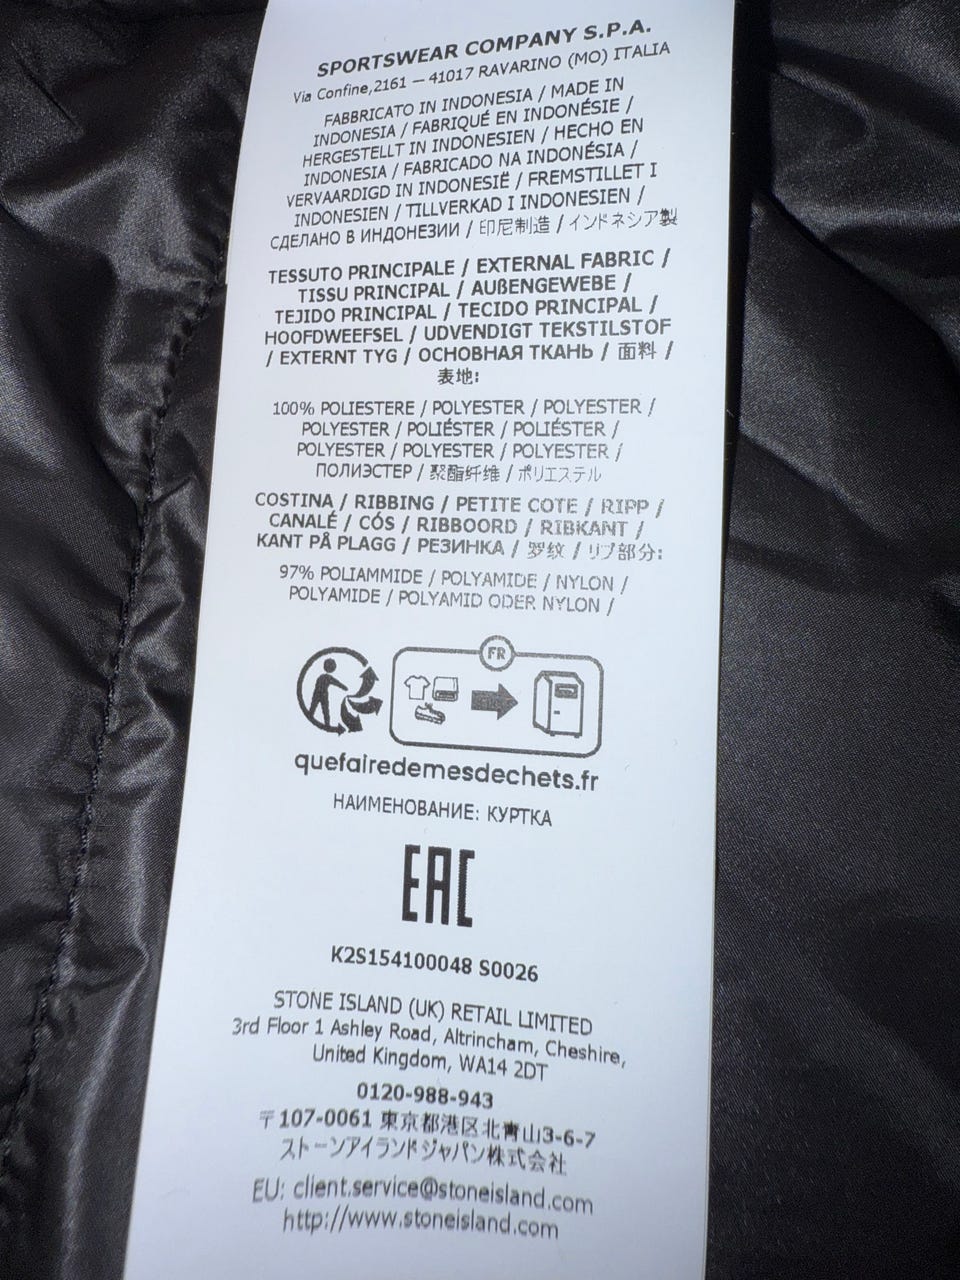 SPORTSWEAR COMPANY S.P.A.
Via Confine,2161 – 41017 RAVARINO (MO) ITALIA
FABBRICATO IN INDONESIA / MADE IN
INDONESIA / FABRIQUÉ EN INDONÉSIE /
HERGESTELLT IN INDONESIEN / HECHO EN
INDONESIA / FABRICADO NA INDONÉSIA /
VERVAARDIGD IN INDONESIË / FREMSTILLET I
INDONESIEN / TILLVERKAD I INDONESIEN /
СДЕЛАНО В ИНДОНЕЗИИ / 印尼制造 / インドネシア製
TESSUTO PRINCIPALE / EXTERNAL FABRIC /
TISSU PRINCIPAL / AUßENGEWEBE /
TEJIDO PRINCIPAL / TECIDO PRINCIPAL /
HOOFDWEEFSEL / UDVENDIGT TEKSTILSTOF
/ EXTERNT TYG / ОСНОВНАЯ ТКАНЬ / 面料 /
表地:
100% POLIESTERE / POLYESTER / POLYESTER /
POLYESTER / POLIÉSTER / POLIÉSTER /
POLYESTER / POLYESTER / POLYESTER /
ПОЛИЭСТЕР / 聚酯纤维 / ポリエステル
COSTINA / RIBBING / PETITE COTE / RIPP /
CANALÉ / CÓS / RIBBOORD / RIBKANT /
KANT PÅ PLAGG / РЕЗИНКА / 罗纹 / リブ部分:
97% POLIAMMIDE / POLYAMIDE / NYLON /
POLYAMIDE / POLYAMID ODER NYLON /
FR
quefairedemesdechets.fr
НАИМЕНОВАНИЕ: КУРТКА
EAC
K2S154100048 S0026
STONE ISLAND (UK) RETAIL LIMITED
3rd Floor 1 Ashley Road, Altrincham, Cheshire,
United Kingdom, WA14 2DT
0120-988-943
〒107-0061 東京都港区北青山3-6-7
ストーンアイランドジャパン株式会社
EU: client.service@stoneisland.com
http://www.stoneisland.com